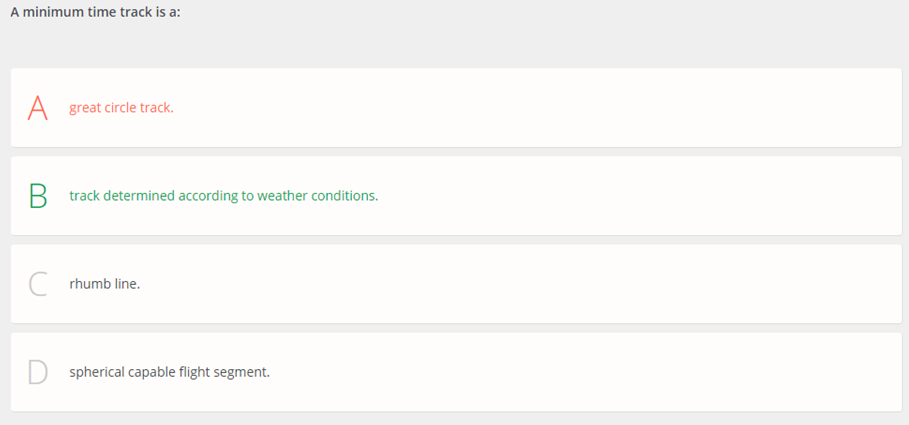 A minimum time track is a:
A great circle track.
B track determined according to weather conditions.
C rhumb line.
D spherical capable flight segment.